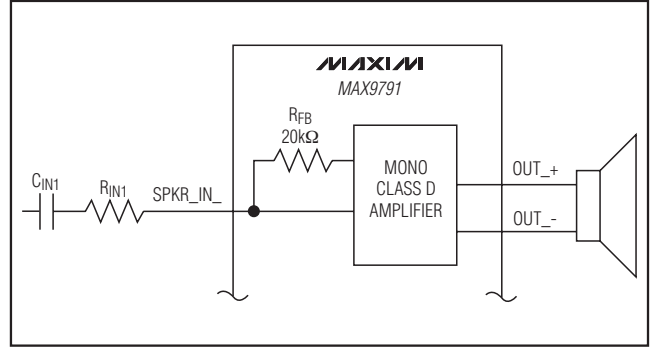 MAXIM
MAX9791
RFB
20kΩ
MONO
CLASS D
AMPLIFIER
CIN1
RIN1
SPKR_IN_
OUT_+
OUT_-